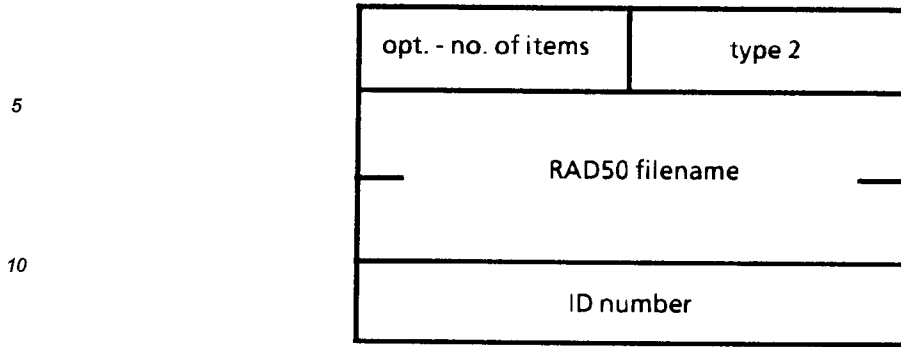 opt. - no. of items type 2
5
RAD50 filename
10
ID number